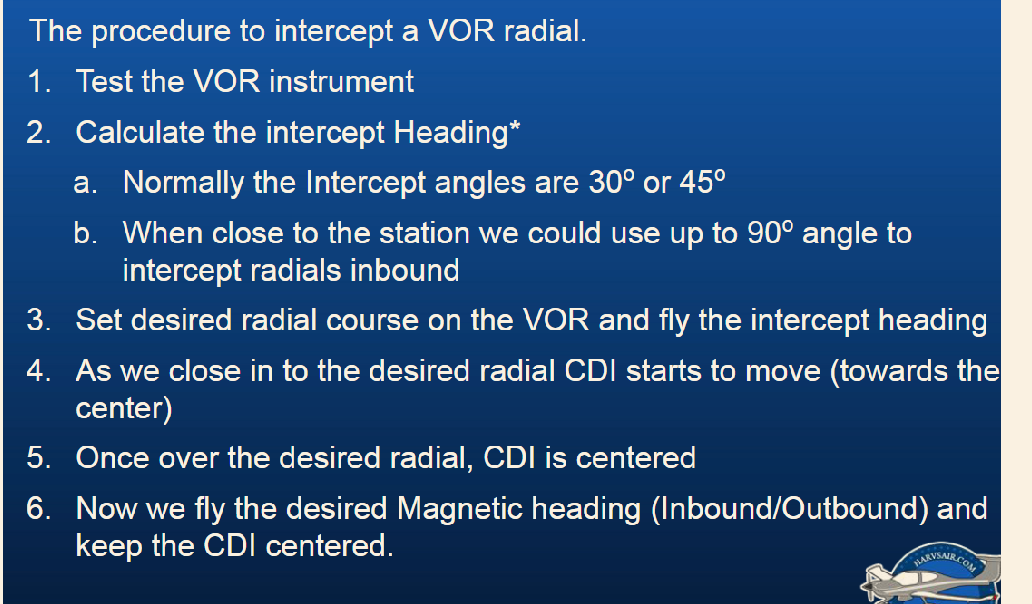 The procedure to intercept a VOR radial.
1. Test the VOR instrument
2. Calculate the intercept Heading*
a. Normally the Intercept angles are 30º or 45º
b. When close to the station we could use up to 90º angle to
intercept radials inbound
3. Set desired radial course on the VOR and fly the intercept heading
4. As we close in to the desired radial CDI starts to move (towards the
center)
5. Once over the desired radial, CDI is centered
6. Now we fly the desired Magnetic heading (Inbound/Outbound) and
keep the CDI centered.
HARVSAIR.COM